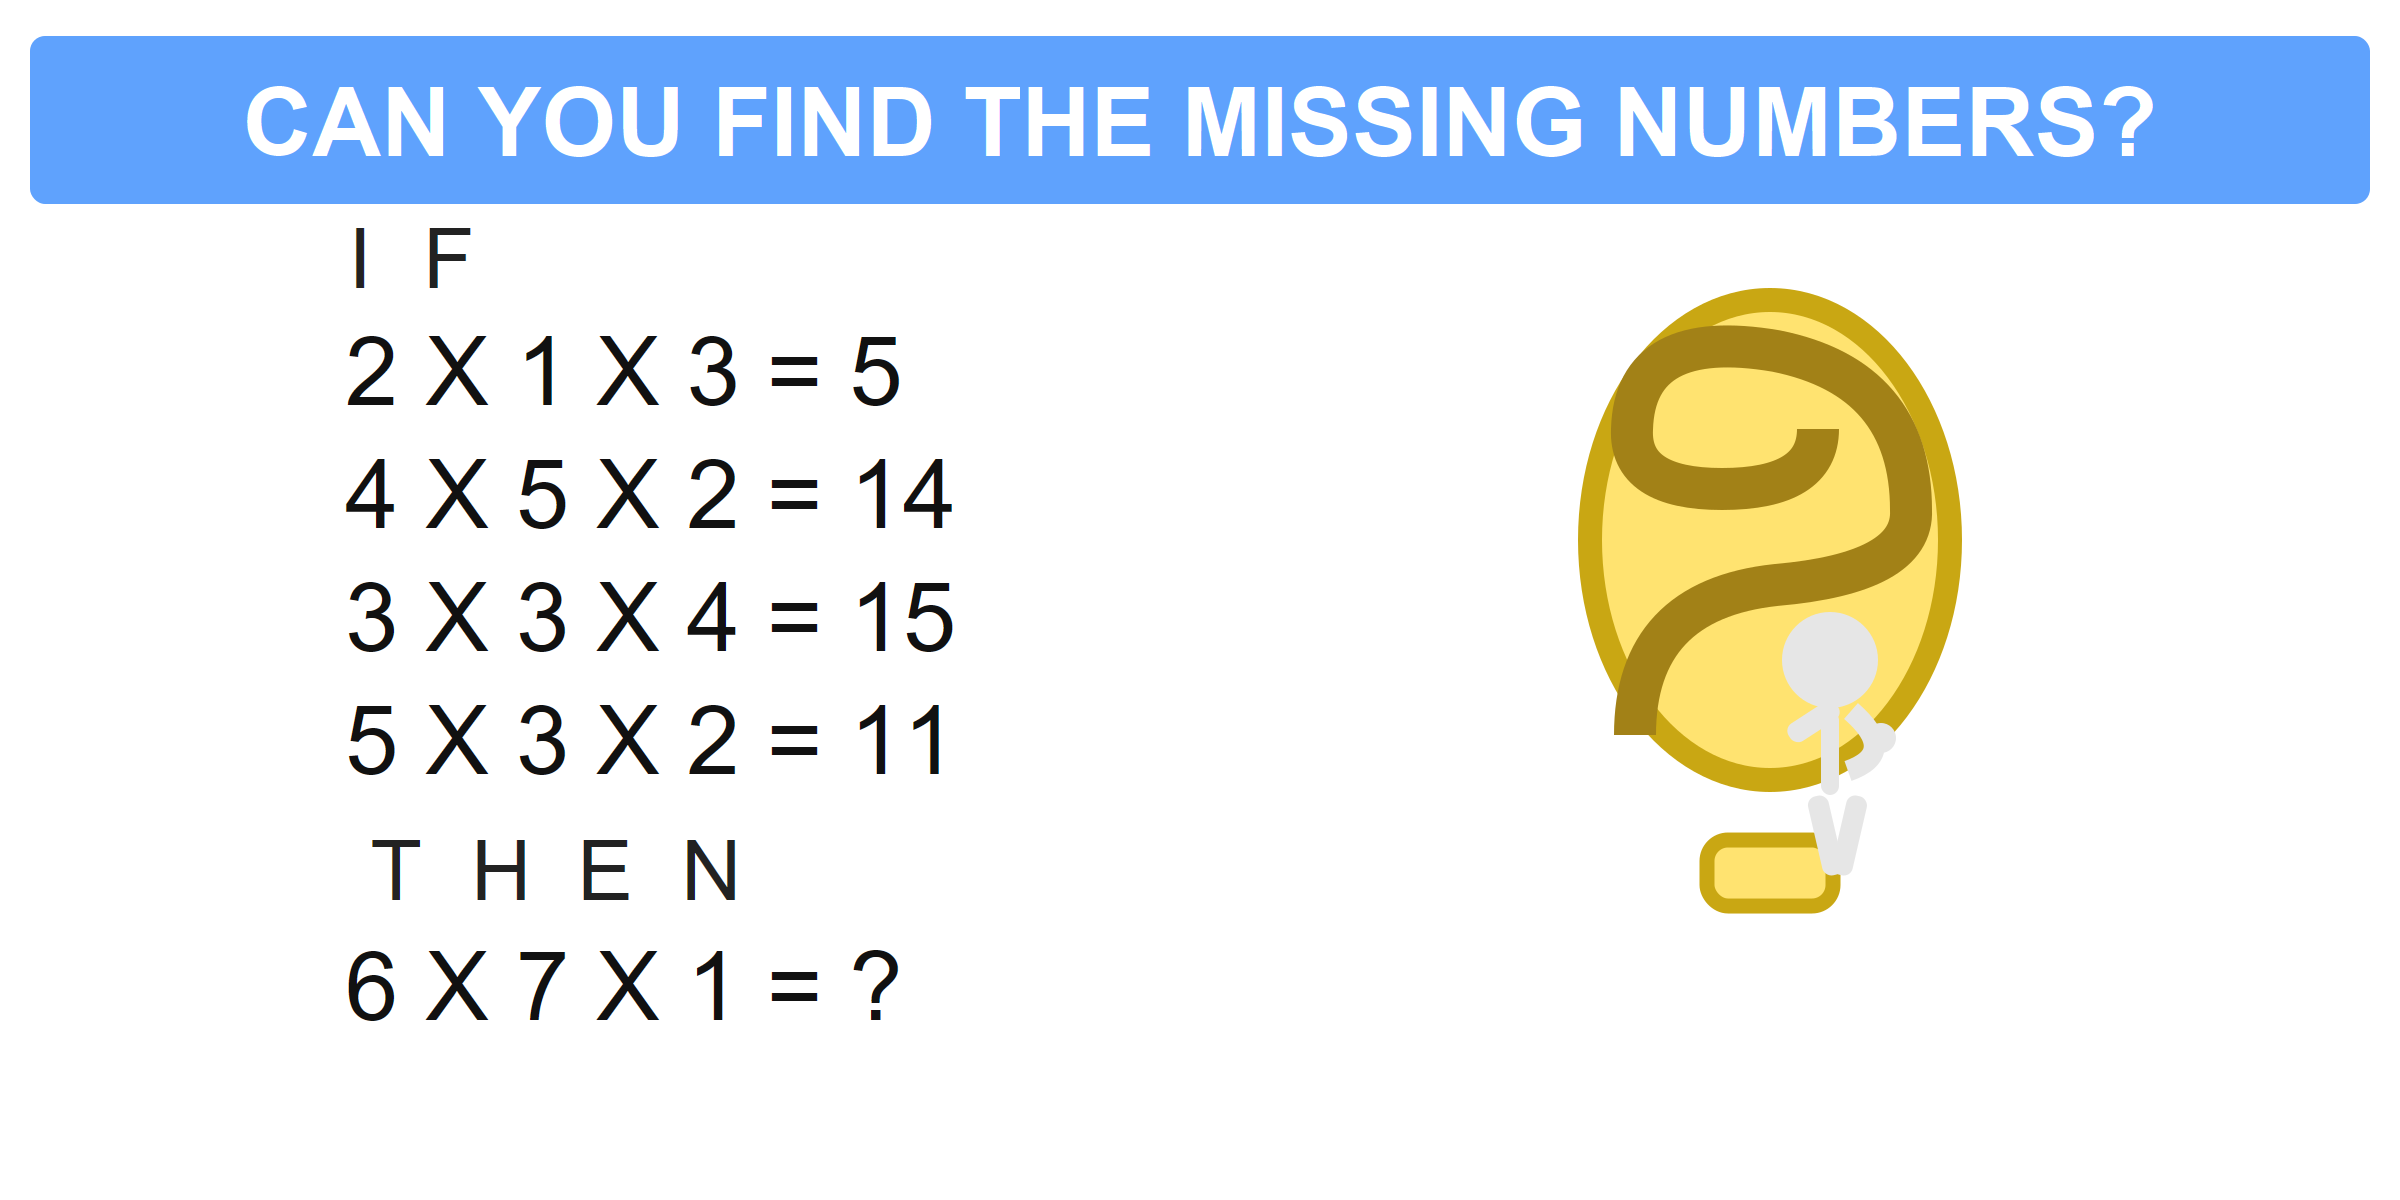 CAN YOU FIND THE MISSING NUMBERS?
I F
2 X 1 X 3 = 5
4 X 5 X 2 = 14
3 X 3 X 4 = 15
5 X 3 X 2 = 11
T H E N
6 X 7 X 1 = ?